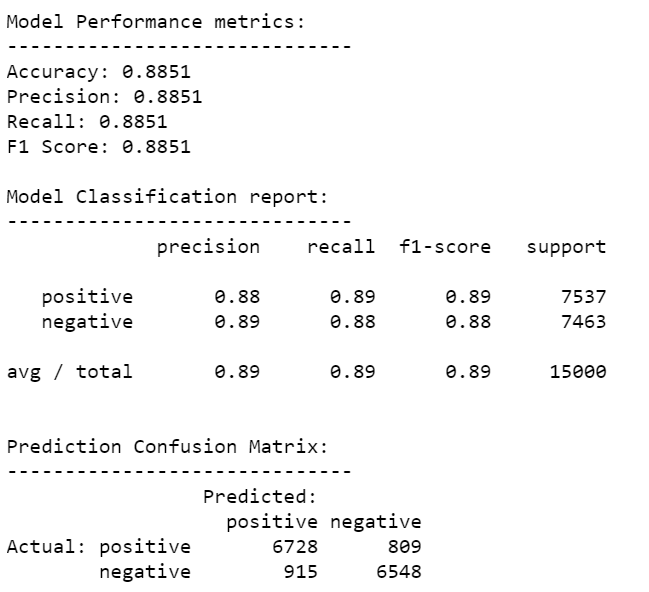 Model Performance metrics:
------------------------------
Accuracy: 0.8851
Precision: 0.8851
Recall: 0.8851
F1 Score: 0.8851
Model Classification report:
------------------------------
precision recall f1-score support
positive 0.88 0.89 0.89 7537
negative 0.89 0.88 0.88 7463
avg / total 0.89 0.89 0.89 15000
Prediction Confusion Matrix:
------------------------------
Predicted:
positive negative
Actual: positive 6728 809
negative 915 6548